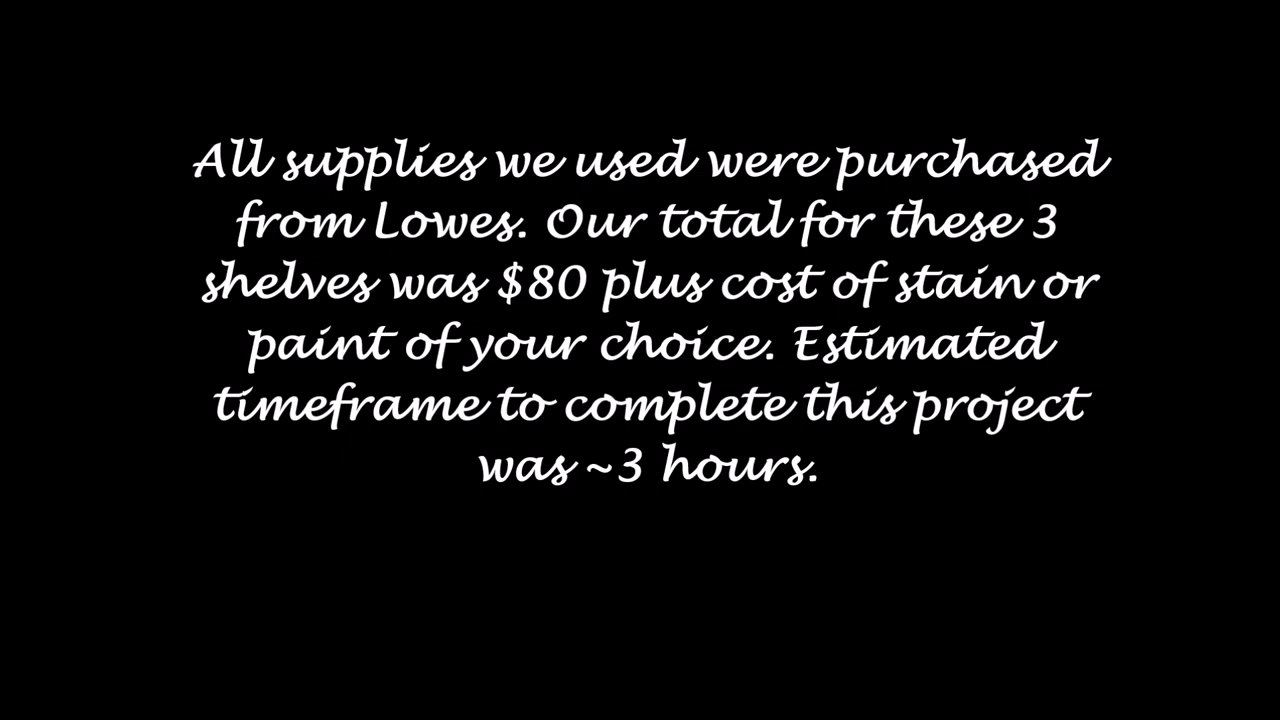 All supplies we used were purchased
from Lowes. Our total for these 3
shelves was $80 plus cost of stain or
paint of your choice. Estimated
timeframe to complete this project
was ~3 hours.